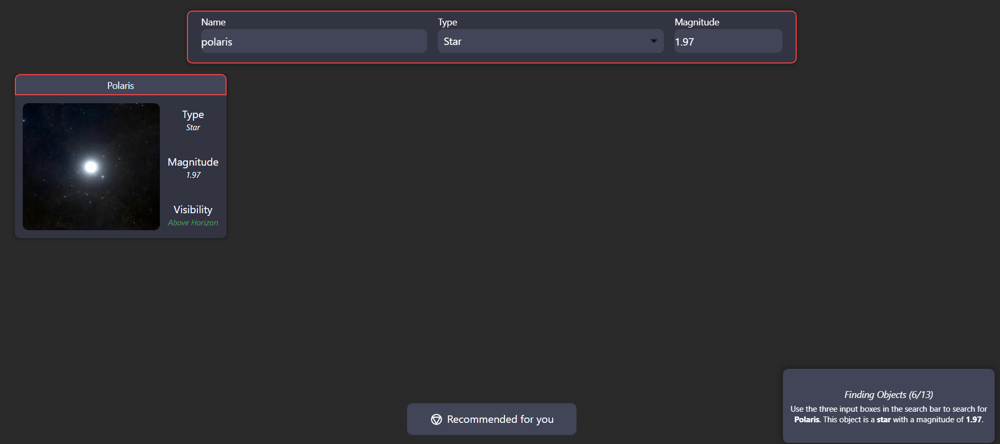 Name
Type
Magnitude
polaris
Star
1.97
Polaris
Type
Star
Magnitude
1.97
Visibility
Above Horizon
Recommended for you
Finding Objects (6/13)
Use the three input boxes in the search bar to search for
Polaris. This object is a star with a magnitude of 1.97.